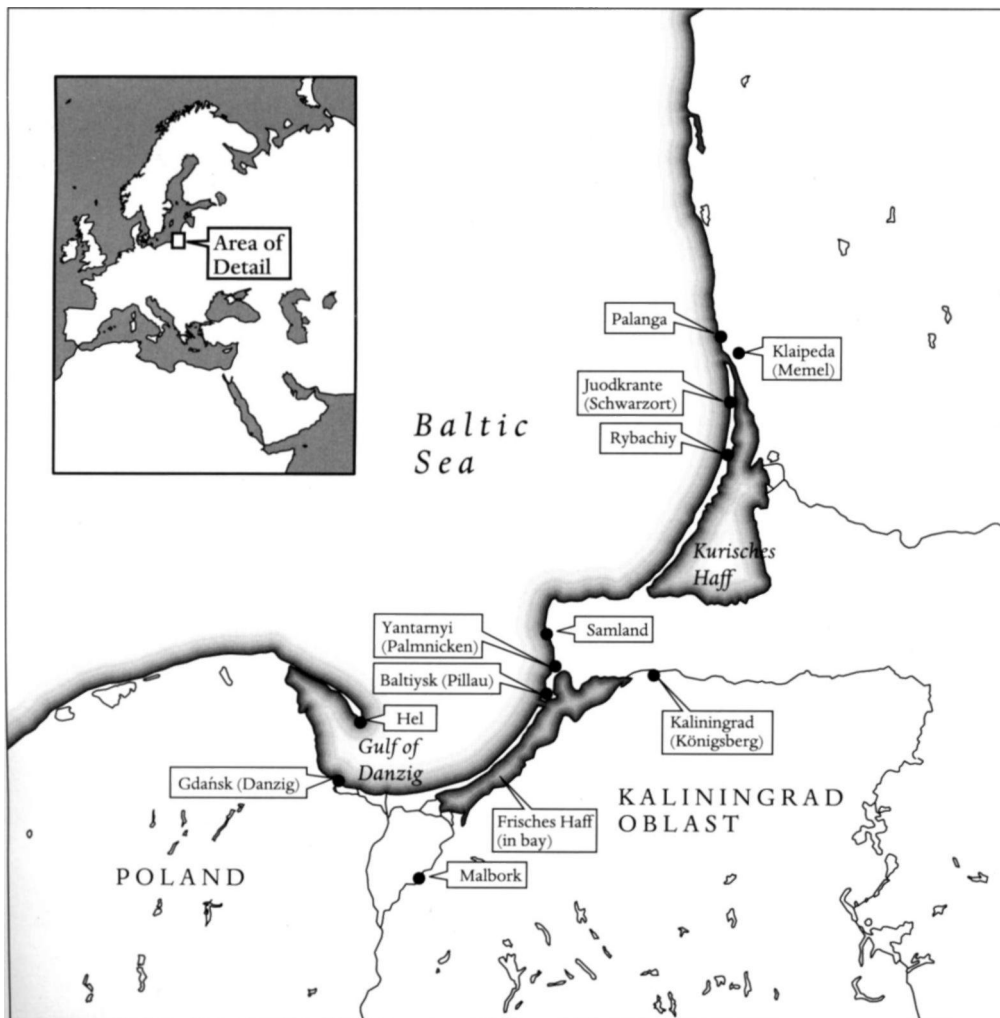 Area of
Detail
Palanga
Klaipeda
(Memel)
Juodkrante
(Schwarzort)
Rybachiy
Baltic
Sea
Kurisches
Haff
Yantarnyi
(Palmnicken)
Samland
Baltiysk (Pillau)
Hel
Kaliningrad
(Königsberg)
Gulf of
Danzig
Gdańsk (Danzig)
KALININGRAD
OBLAST
Frisches Haff
(in bay)
POLAND
Malbork